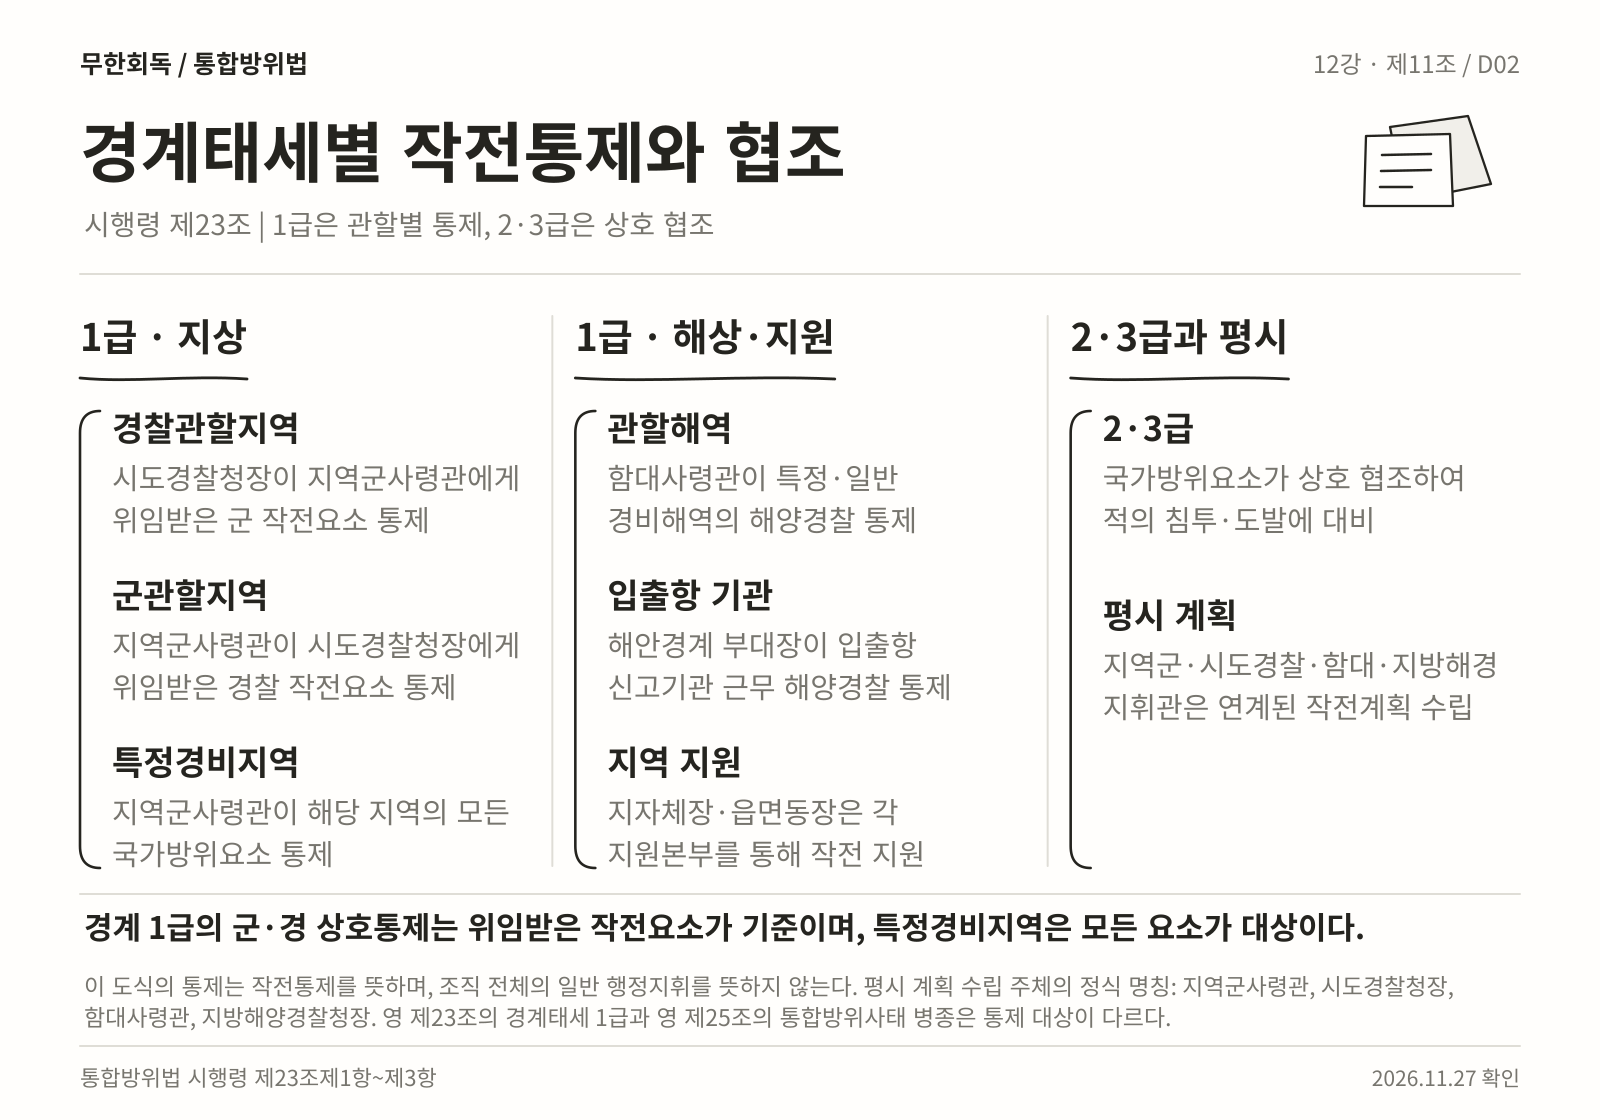 무한회독 / 통합방위법
12강 · 제11조 / D02
경계태세별 작전통제와 협조
시행령 제23조 | 1급은 관할별 통제, 2·3급은 상호 협조
1급 · 지상
경찰관할지역
시도경찰청장이 지역군사령관에게
위임받은 군 작전요소 통제
군관할지역
지역군사령관이 시도경찰청장에게
위임받은 경찰 작전요소 통제
특정경비지역
지역군사령관이 해당 지역의 모든
국가방위요소 통제
1급 · 해상·지원
관할해역
함대사령관이 특정·일반
경비해역의 해양경찰 통제
입출항 기관
해안경계 부대장이 입출항
신고기관 근무 해양경찰 통제
지역 지원
지자체장·읍면동장은 각
지원본부를 통해 작전 지원
2·3급과 평시
2·3급
국가방위요소가 상호 협조하여
적의 침투·도발에 대비
평시 계획
지역군·시도경찰·함대·지방해경
지휘관은 연계된 작전계획 수립
경계 1급의 군·경 상호통제는 위임받은 작전요소가 기준이며, 특정경비지역은 모든 요소가 대상이다.
이 도식의 통제는 작전통제를 뜻하며, 조직 전체의 일반 행정지휘를 뜻하지 않는다. 평시 계획 수립 주체의 정식 명칭: 지역군사령관, 시도경찰청장,
함대사령관, 지방해양경찰청장. 영 제23조의 경계태세 1급과 영 제25조의 통합방위사태 병종은 통제 대상이 다르다.
통합방위법 시행령 제23조제1항~제3항
2026.11.27 확인